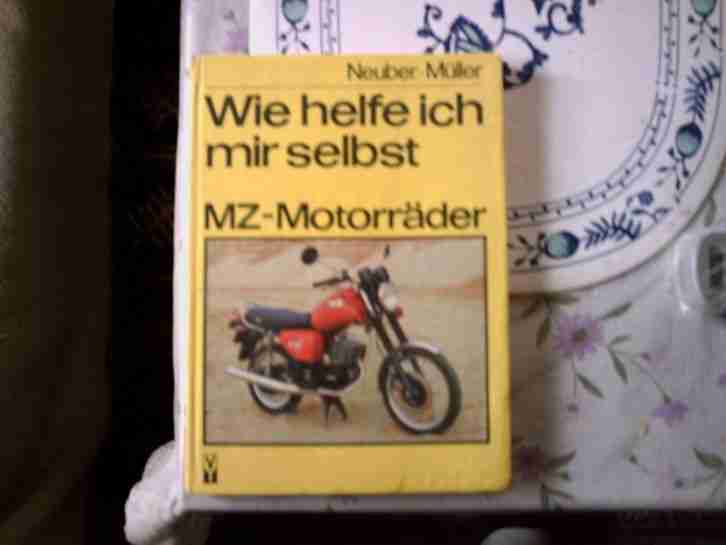 Neuber-Müller
Wie helfe ich
mir selbst
MZ-Motorräder